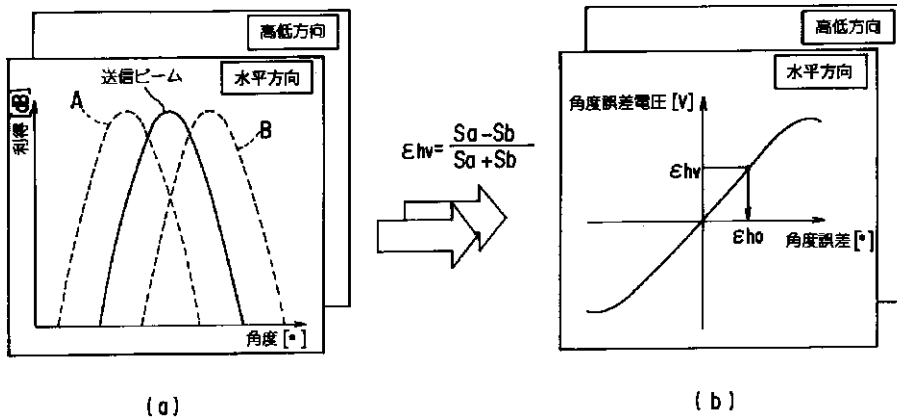 高低方向
水平方向
送信ビーム
A
B
利得[dB]
角度[°]
εhv=(Sa-Sb)/(Sa+Sb)
高低方向
水平方向
角度誤差電圧[V]
εhv
εho
角度誤差[°]
(a)
(b)